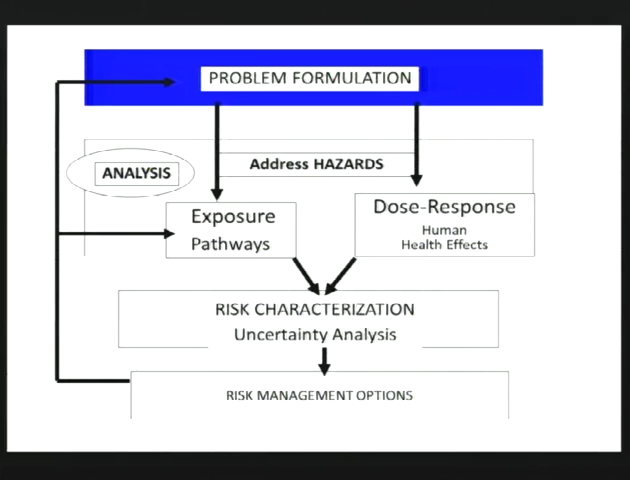 PROBLEM FORMULATION
Address HAZARDS
ANALYSIS
Exposure
Pathways
Dose-Response
Human
Health Effects
RISK CHARACTERIZATION
Uncertainty Analysis
RISK MANAGEMENT OPTIONS